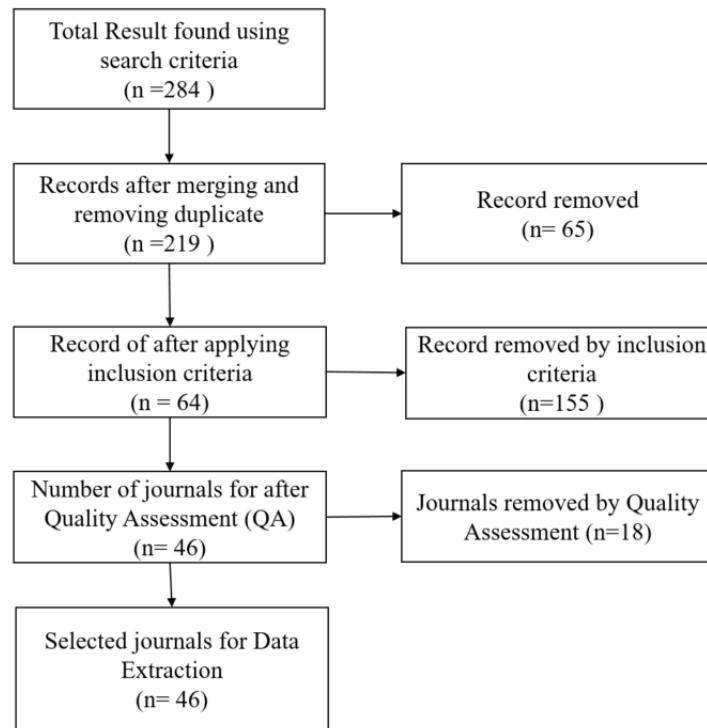 Total Result found using
search criteria
(n =284 )
Records after merging and
removing duplicate
(n =219 )
Record removed
(n= 65)
Record of after applying
inclusion criteria
(n = 64)
Record removed by inclusion
criteria
(n=155 )
Number of journals for after
Quality Assessment (QA)
(n= 46)
Journals removed by Quality
Assessment (n=18)
Selected journals for Data
Extraction
(n= 46)